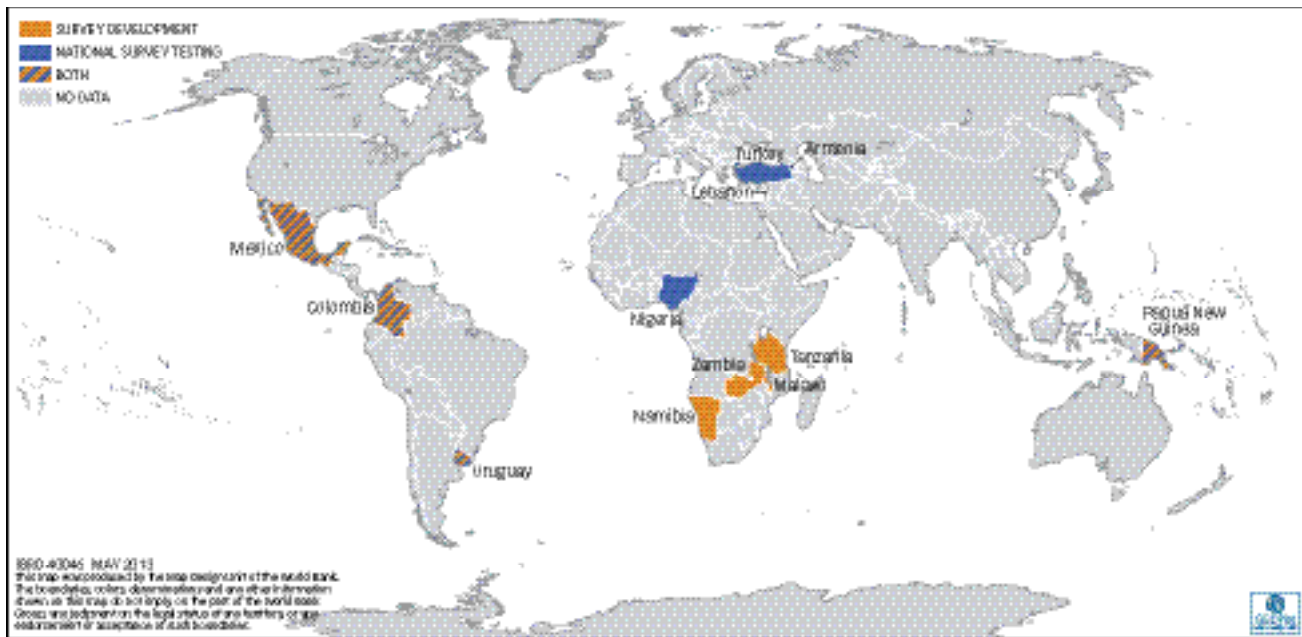 SURVEY DEVELOPMENT
NATIONAL SURVEY TESTING
BOTH
NO DATA
Turkey
Armenia
Lebanon
Mexico
Colombia
Nigeria
Papua New
Guinea
Zambia
Tanzania
Malawi
Namibia
Uruguay
IBRD 40046 MAY 2013
This map was produced by the Map Design Unit of the World Bank.
The boundaries, colors, denominations and any other information
shown on this map do not imply, on the part of the World Bank
Group, any judgment on the legal status of any territory, or any
endorsement or acceptance of such boundaries.